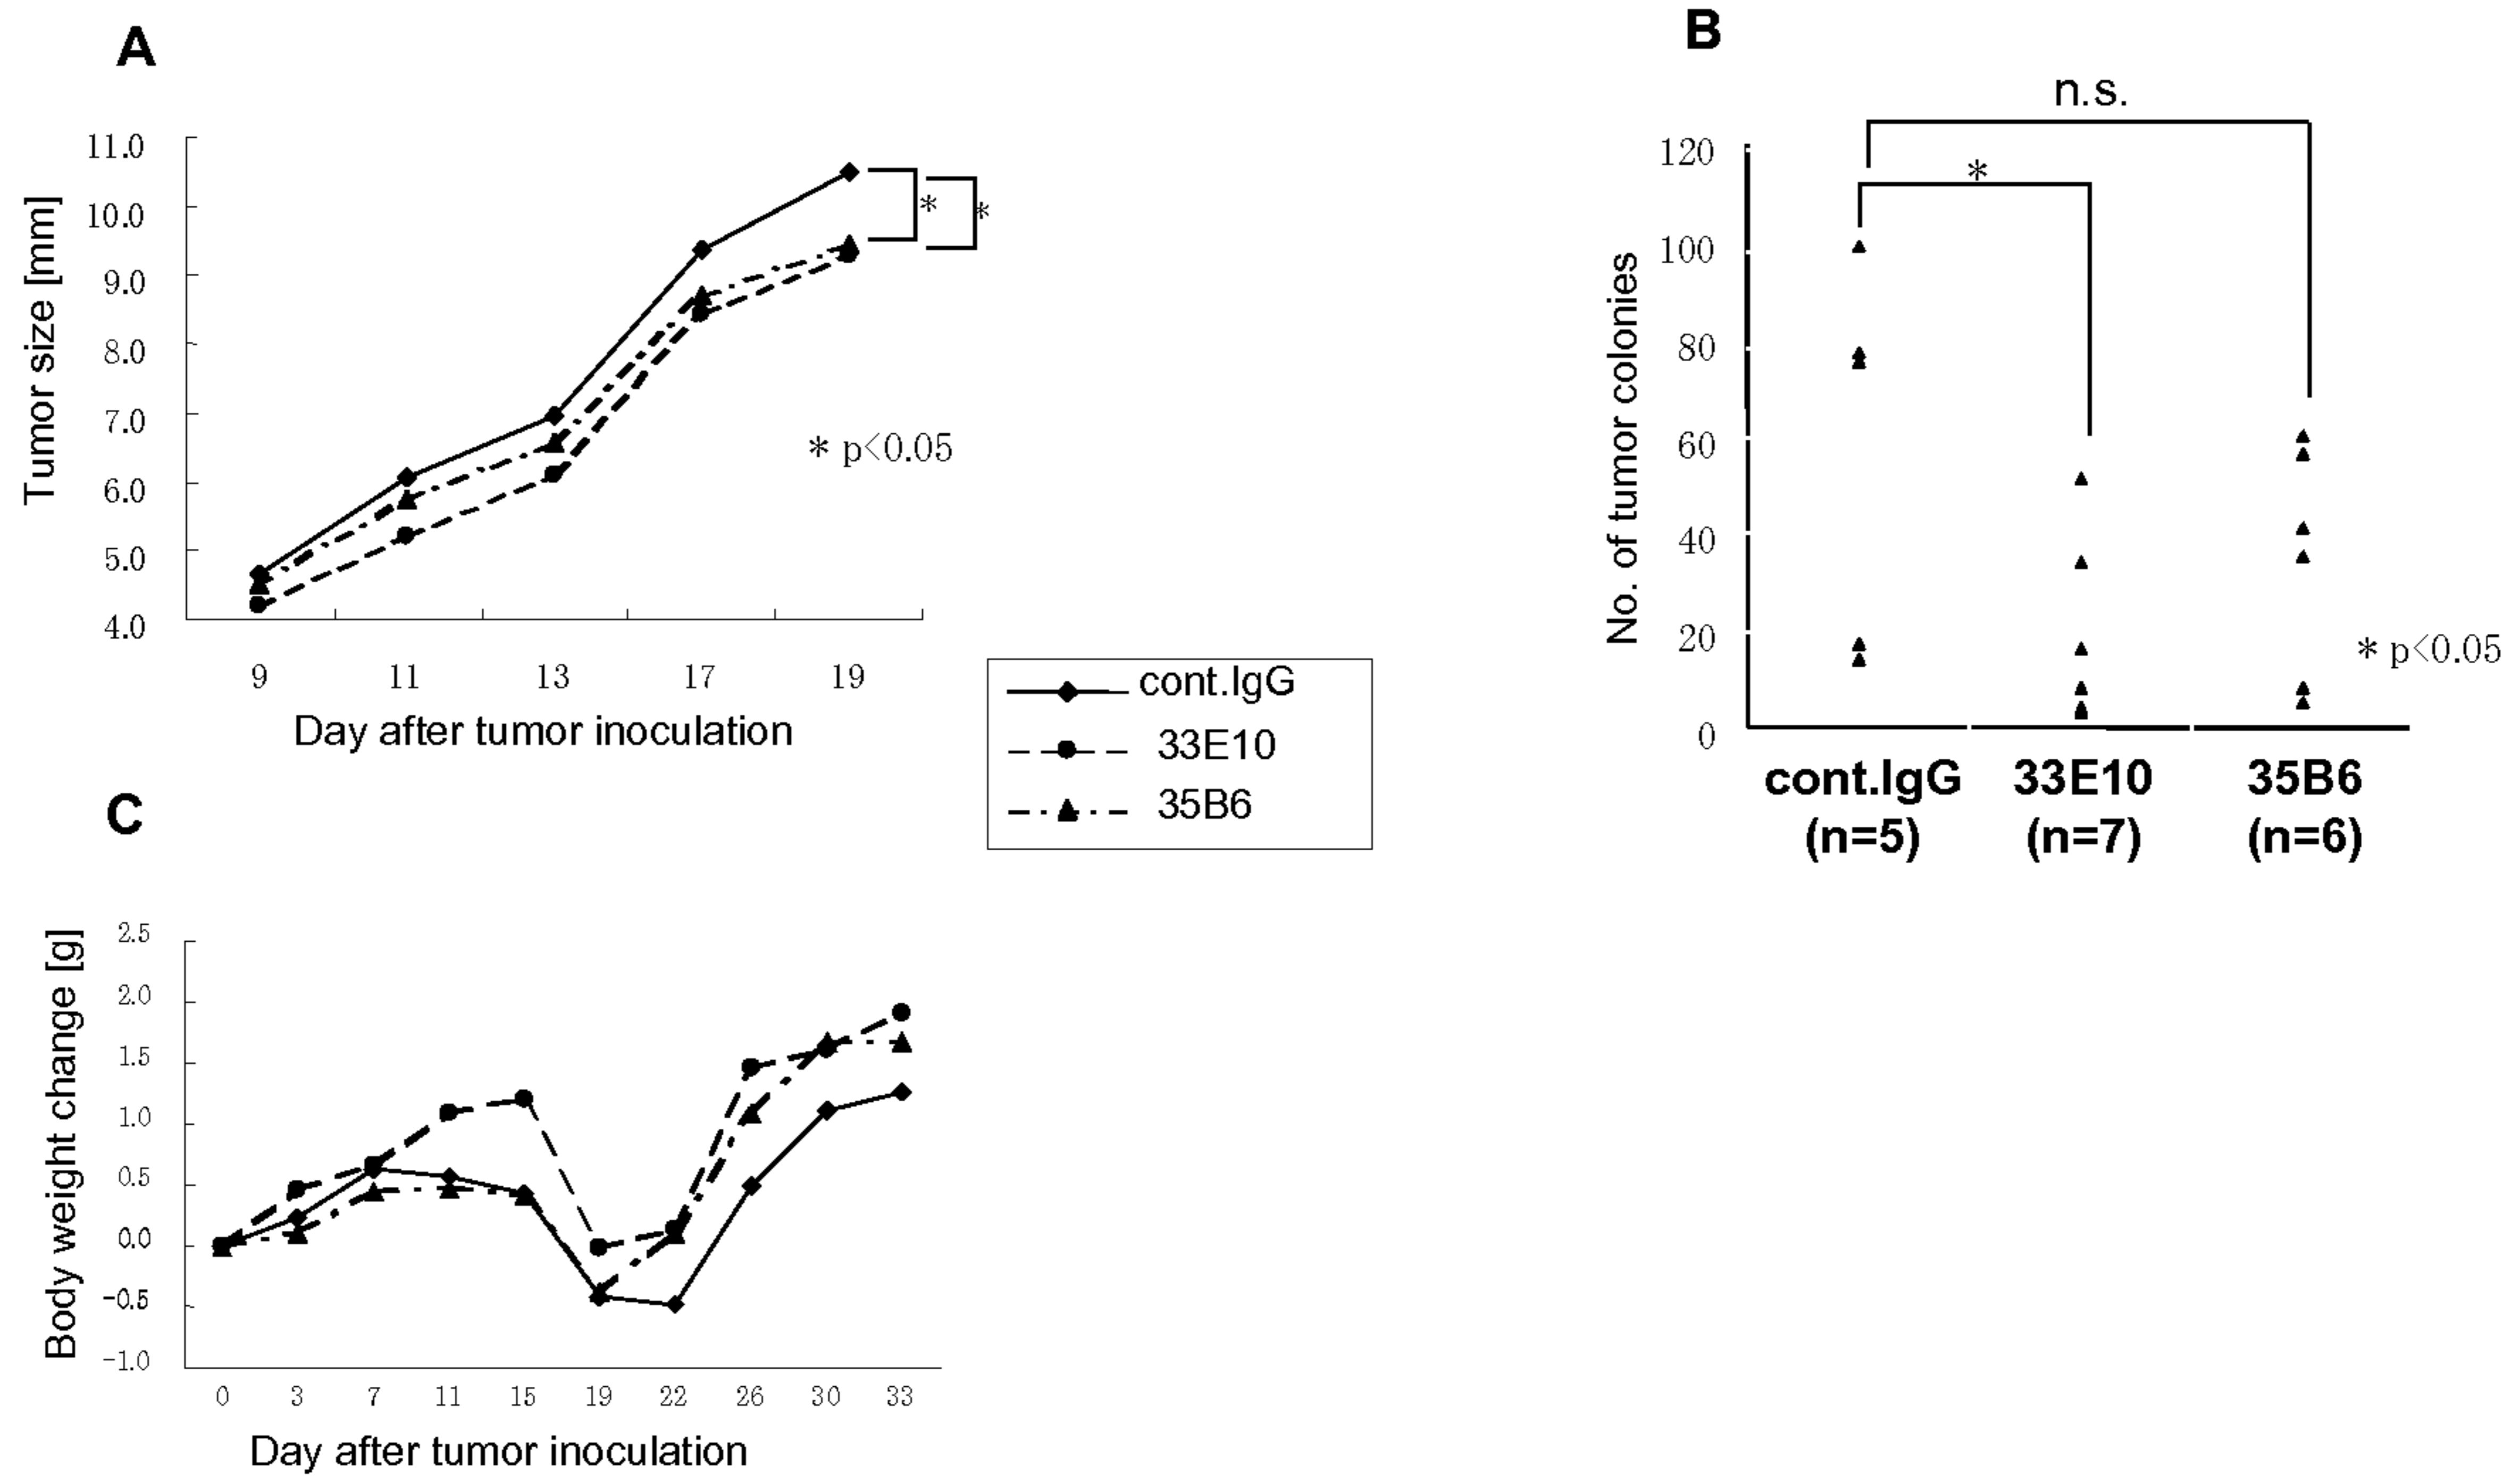 A
Tumor size [mm]
11.0
10.0
9.0
8.0
7.0
6.0
5.0
4.0
*
*
* p<0.05
9 11 13 17 19
Day after tumor inoculation
cont.IgG
33E10
35B6
B
n.s.
*
No. of tumor colonies
120
100
80
60
40
20
0
* p<0.05
cont.IgG 33E10 35B6
(n=5) (n=7) (n=6)
C
Body weight change [g]
2.5
2.0
1.5
1.0
0.5
0.0
-0.5
-1.0
0 3 7 11 15 19 22 26 30 33
Day after tumor inoculation